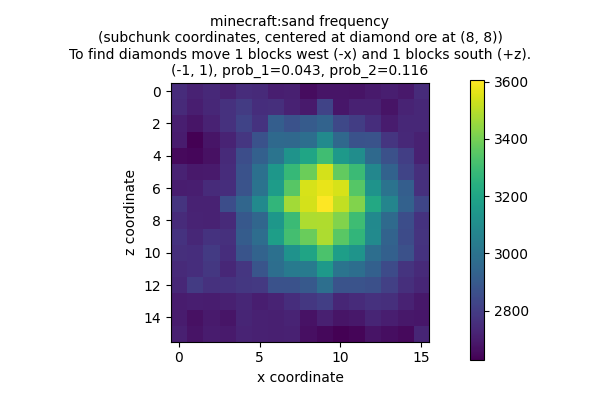 minecraft:sand frequency
(subchunk coordinates, centered at diamond ore at (8, 8))
To find diamonds move 1 blocks west (-x) and 1 blocks south (+z).
(-1, 1), prob_1=0.043, prob_2=0.116
0
2
4
6
8
10
12
14
z coordinate
0 5 10 15
x coordinate
3600
3400
3200
3000
2800